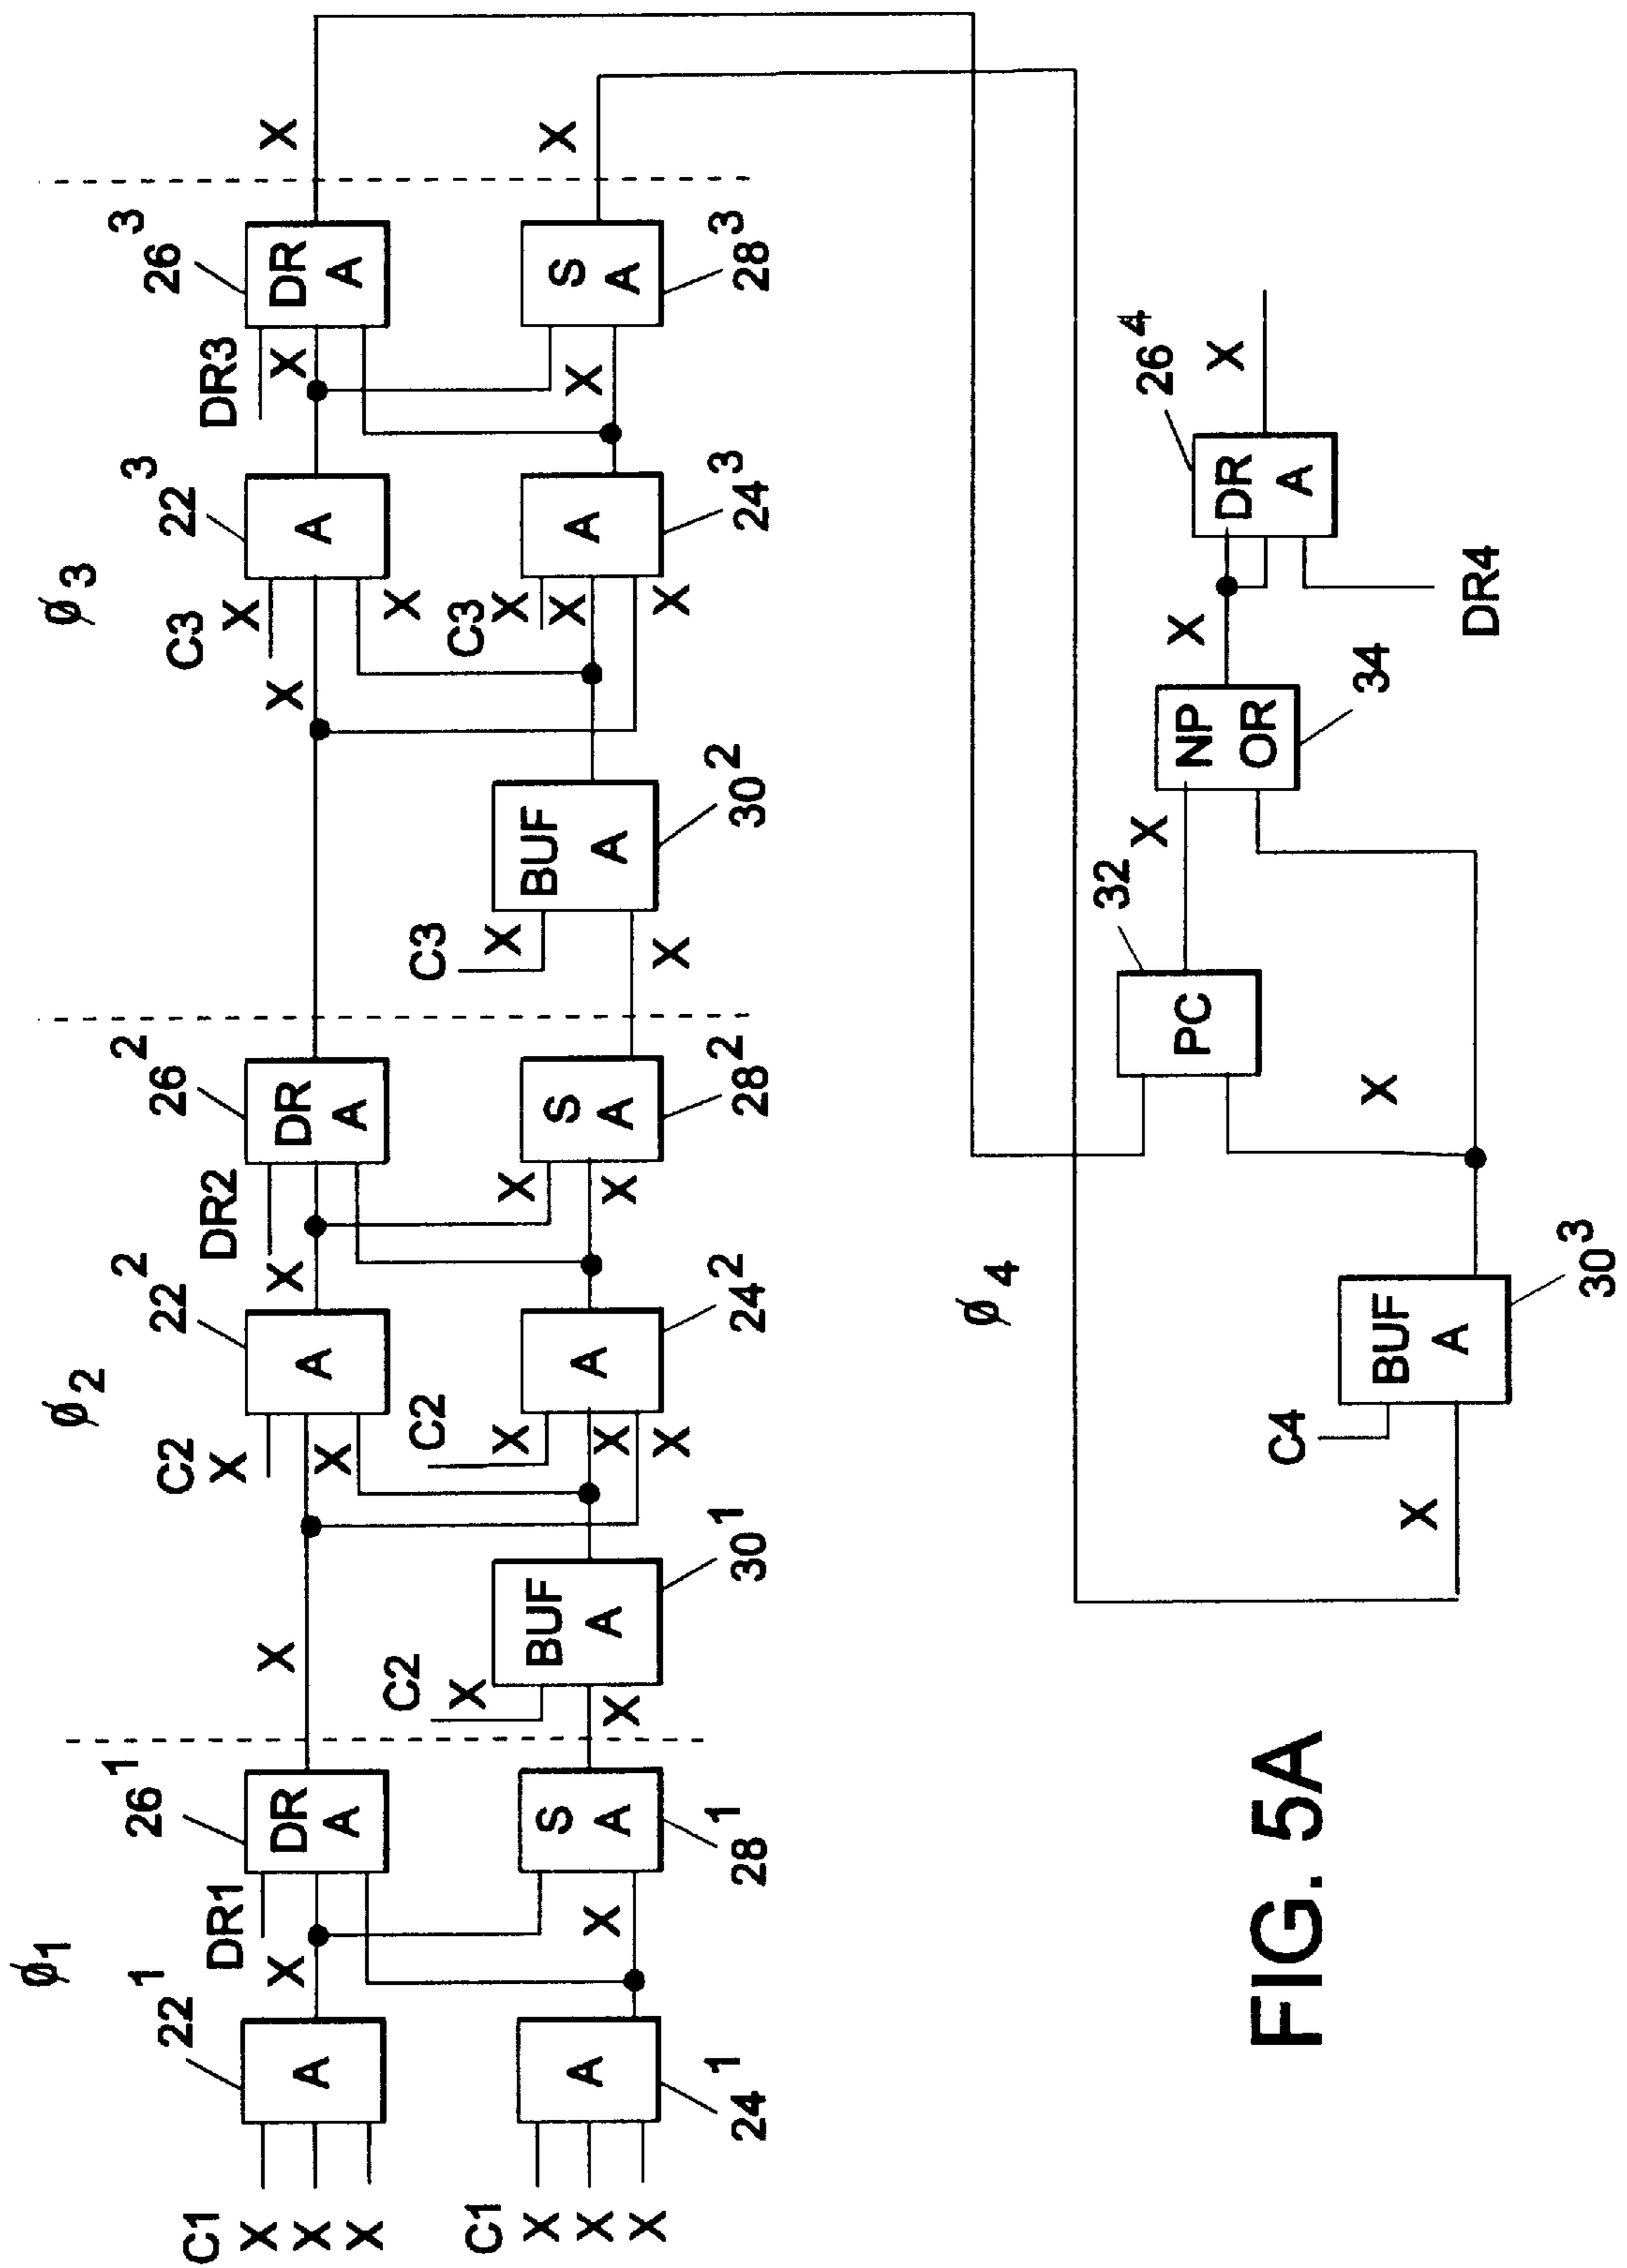 ø1
ø2
ø3
22 1
26 1
22 2
26 2
22 3
26 3
C1
X
X
X
A
X
DR1
DR
A
X
C2
X
X
A
X
DR2
DR
A
X
C3
X
X
A
X
DR3
DR
A
X
C1
X
X
X
A
X
S
A
X
C2
X
BUF
A
C2
X
X
X
A
X
X
S
A
X
C3
X
BUF
A
C3
X
X
X
A
X
S
A
X
24 1
28 1
30 1
24 2
28 2
30 2
24 3
28 3
ø4
X
C4
BUF
A
30 3
X
PC
32
X
NP
OR
34
X
DR
A
26 4
X
DR4
FIG. 5A